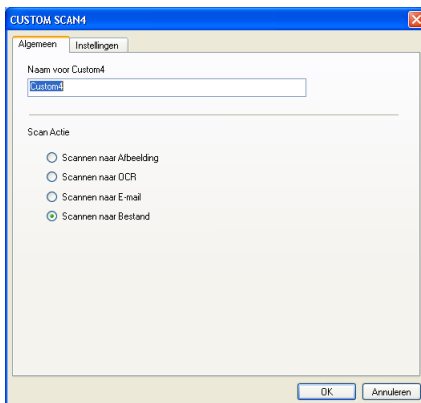 CUSTOM SCAN4
Algemeen Instellingen
Naam voor Custom4
Custom4
Scan Actie
Scannen naar Afbeelding
Scannen naar OCR
Scannen naar E-mail
Scannen naar Bestand
OK Annuleren